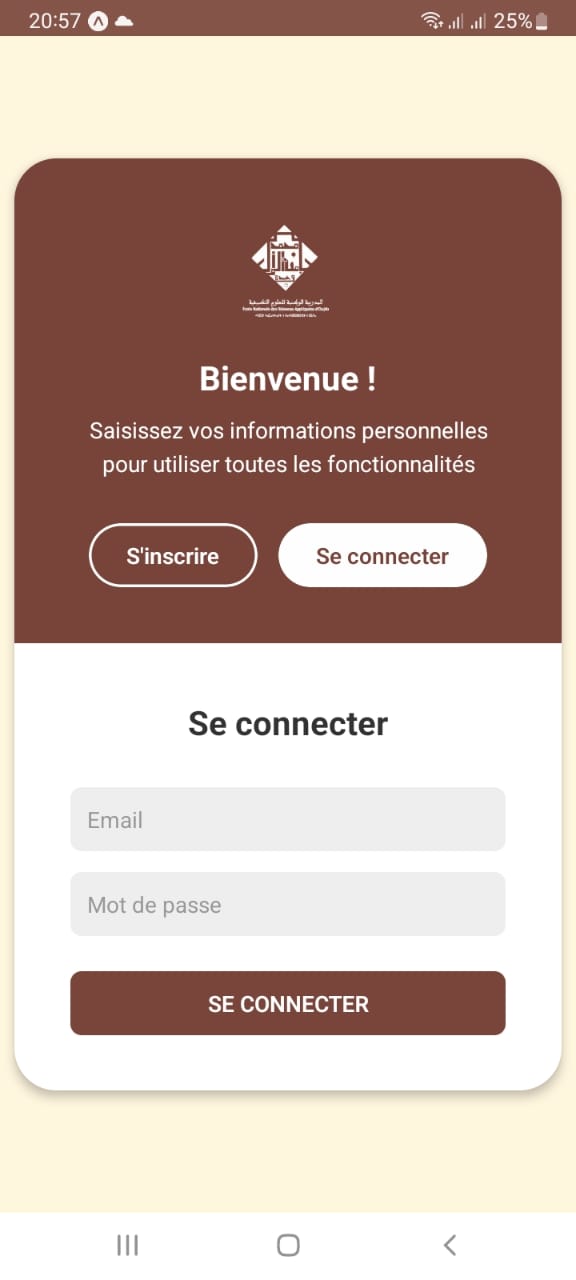 20:57
25%
المدرسة الوطنية للعلوم التطبيقية
Ecole Nationale des Sciences Appliquées d'Oujda
Bienvenue !
Saisissez vos informations personnelles
pour utiliser toutes les fonctionnalités
S'inscrire
Se connecter
Se connecter
Email
Mot de passe
SE CONNECTER